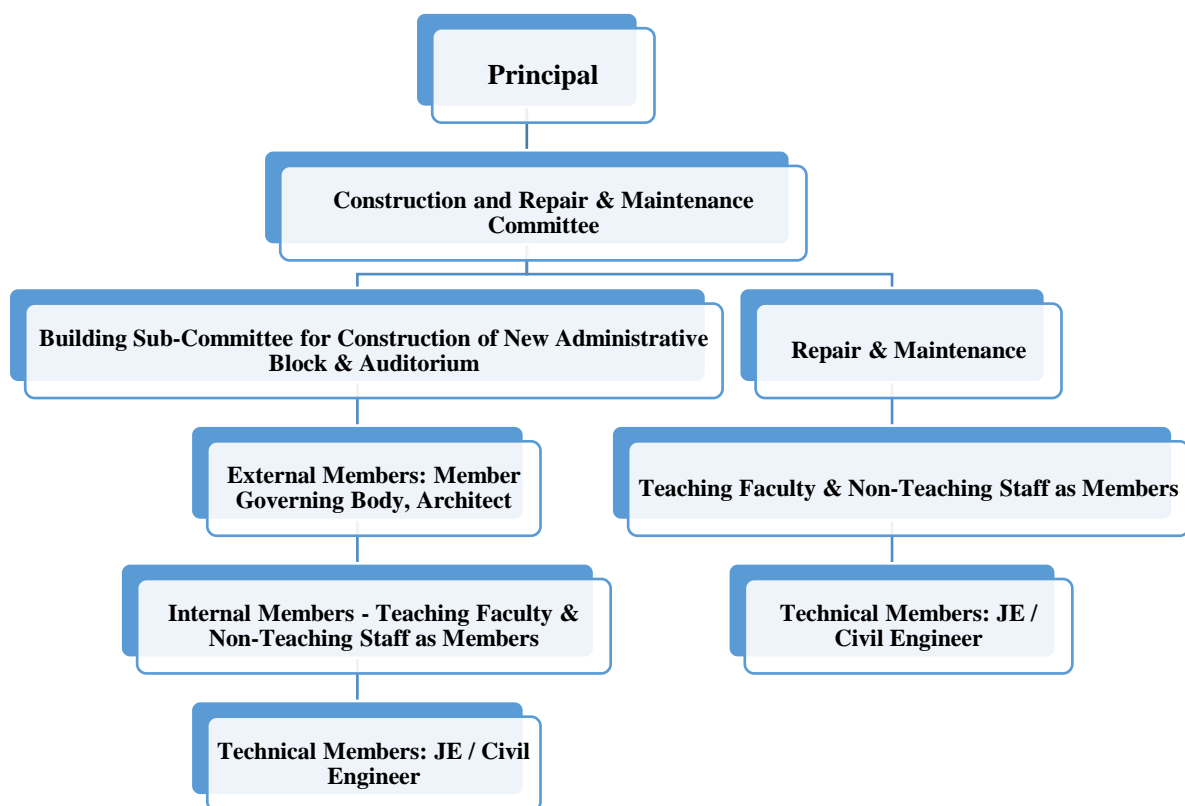 Principal
Construction and Repair & Maintenance
Committee
Building Sub-Committee for Construction of New Administrative
Block & Auditorium
Repair & Maintenance
External Members: Member
Governing Body, Architect
Teaching Faculty & Non-Teaching Staff as Members
Internal Members - Teaching Faculty &
Non-Teaching Staff as Members
Technical Members: JE /
Civil Engineer
Technical Members: JE / Civil
Engineer